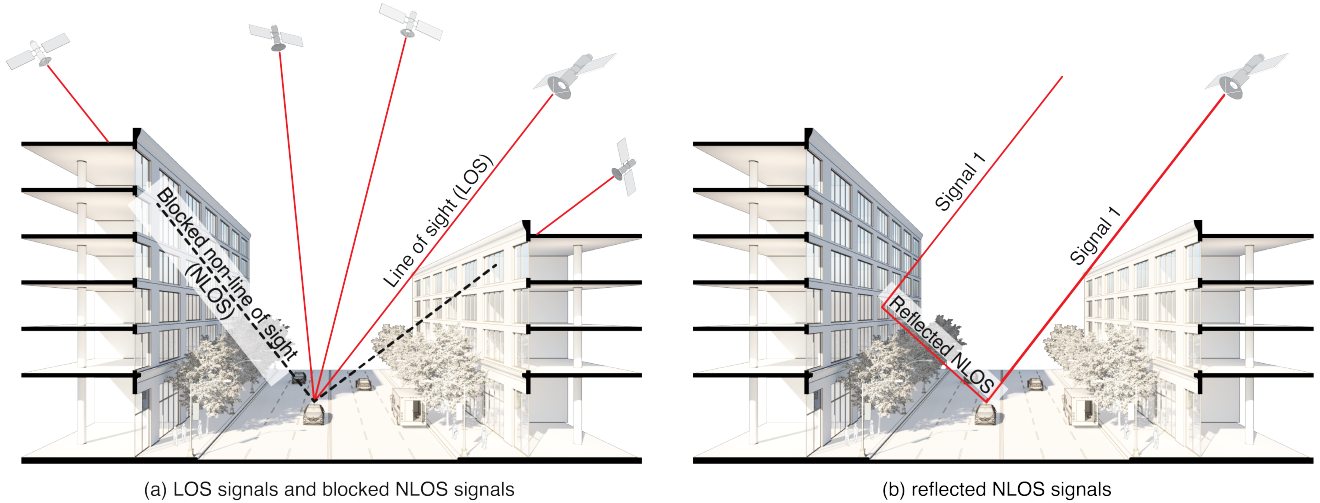 Blocked non-line of sight
(NLOS)
Line of sight (LOS)
(a) LOS signals and blocked NLOS signals
Signal 1
Signal 1
Reflected NLOS
(b) reflected NLOS signals